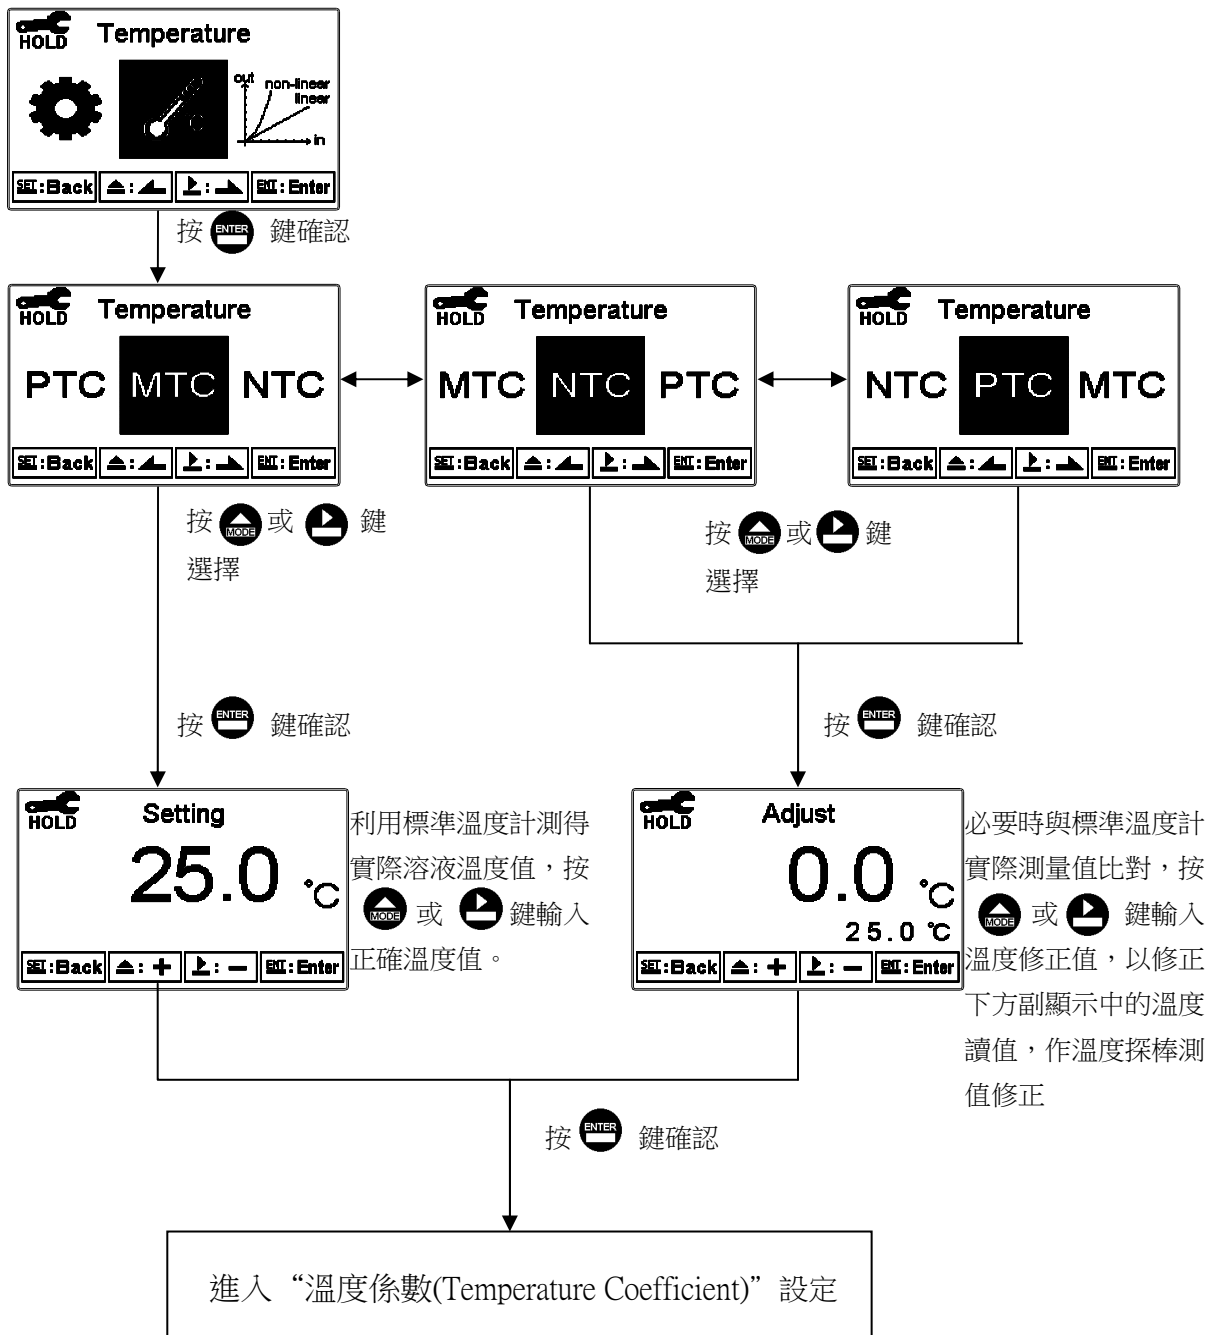 HOLD Temperature
out non-linear
linear
in
SET:Back ENT:Enter
按 ENTER 鍵確認
HOLD Temperature
PTC MTC NTC
SET:Back ENT:Enter
HOLD Temperature
MTC NTC PTC
SET:Back ENT:Enter
HOLD Temperature
NTC PTC MTC
SET:Back ENT:Enter
按 MODE 或 鍵
選擇
按 MODE 或 鍵
選擇
按 ENTER 鍵確認
按 ENTER 鍵確認
HOLD Setting
25.0 °C
SET:Back : + : − ENT:Enter
利用標準溫度計測得
實際溶液溫度值，按
MODE 或 鍵輸入
正確溫度值。
HOLD Adjust
0.0 °C
25.0 °C
SET:Back : + : − ENT:Enter
必要時與標準溫度計
實際測量值比對，按
MODE 或 鍵輸入
溫度修正值，以修正
下方副顯示中的溫度
讀值，作溫度探棒測
值修正
按 ENTER 鍵確認
進入“溫度係數(Temperature Coefficient)”設定